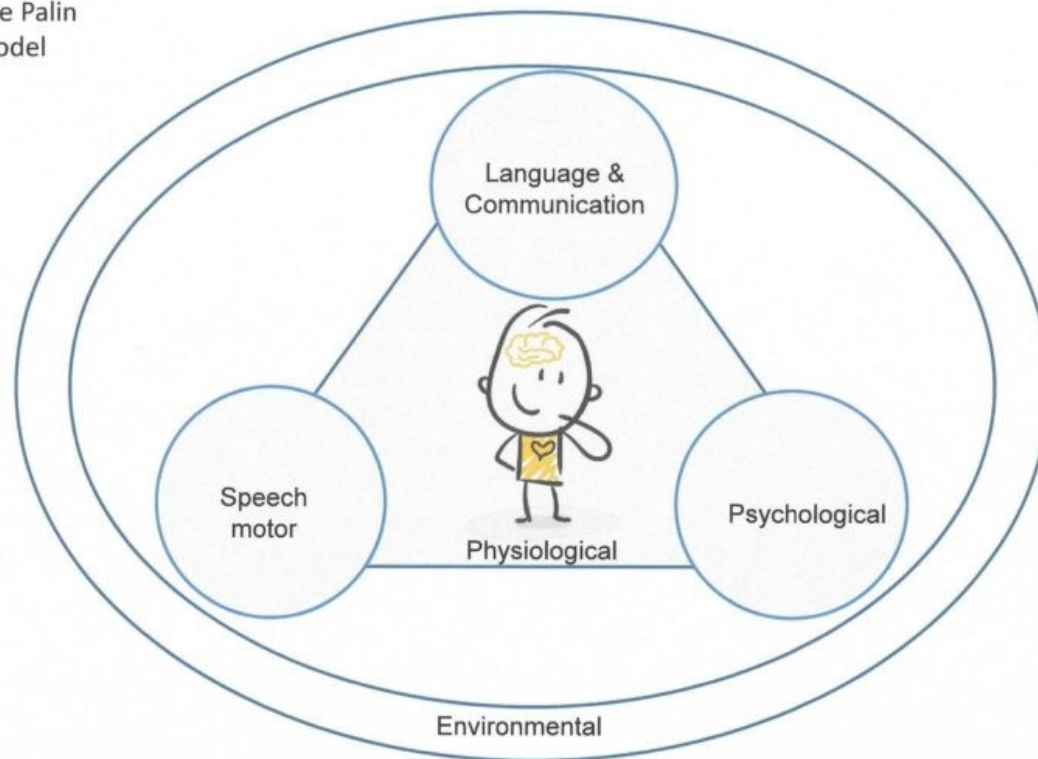 e Palin
odel
Language &
Communication
Speech
motor
Psychological
Physiological
Environmental